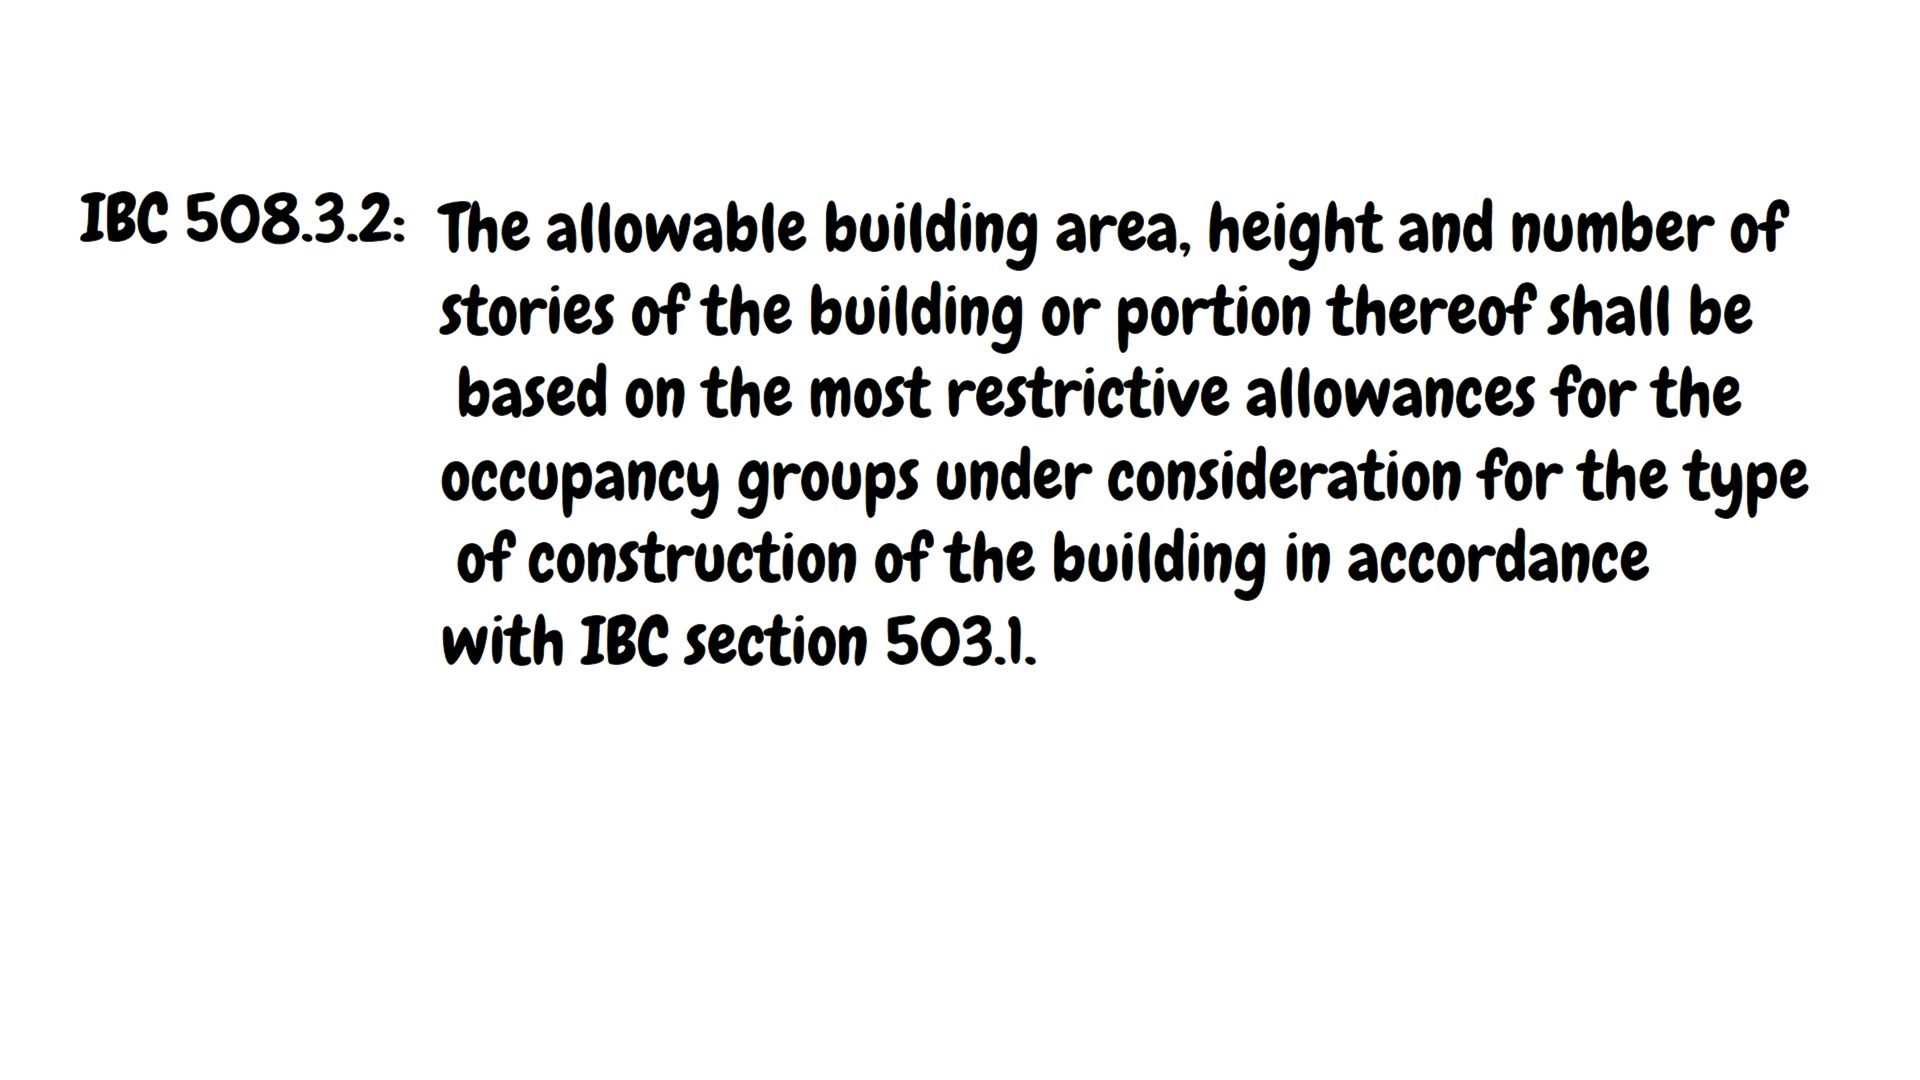 IBC 508.3.2: The allowable building area, height and number of
stories of the building or portion thereof shall be
based on the most restrictive allowances for the
occupancy groups under consideration for the type
of construction of the building in accordance
with IBC section 503.1.